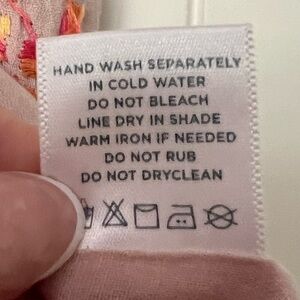 HAND WASH SEPARATELY
IN COLD WATER
DO NOT BLEACH
LINE DRY IN SHADE
WARM IRON IF NEEDED
DO NOT RUB
DO NOT DRYCLEAN